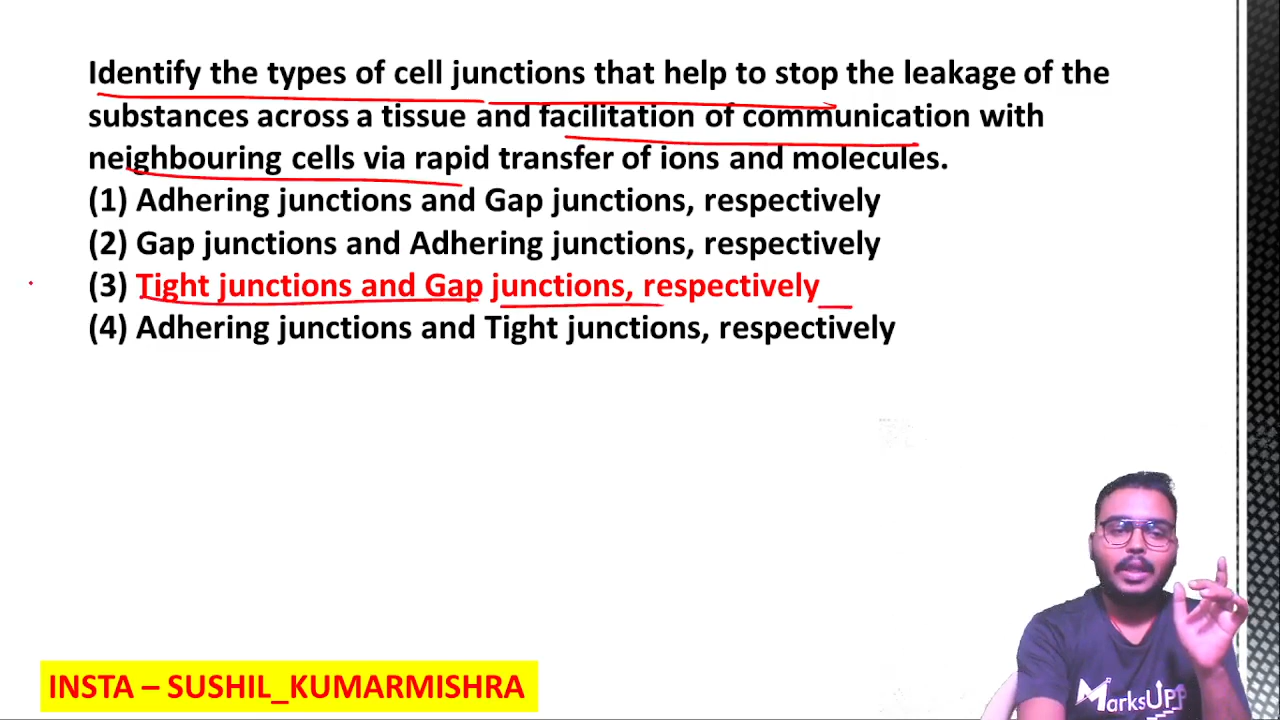 Identify the types of cell junctions that help to stop the leakage of the
substances across a tissue and facilitation of communication with
neighbouring cells via rapid transfer of ions and molecules.
(1) Adhering junctions and Gap junctions, respectively
(2) Gap junctions and Adhering junctions, respectively
(3) Tight junctions and Gap junctions, respectively
(4) Adhering junctions and Tight junctions, respectively
MarksUP
INSTA – SUSHIL_KUMARMISHRA